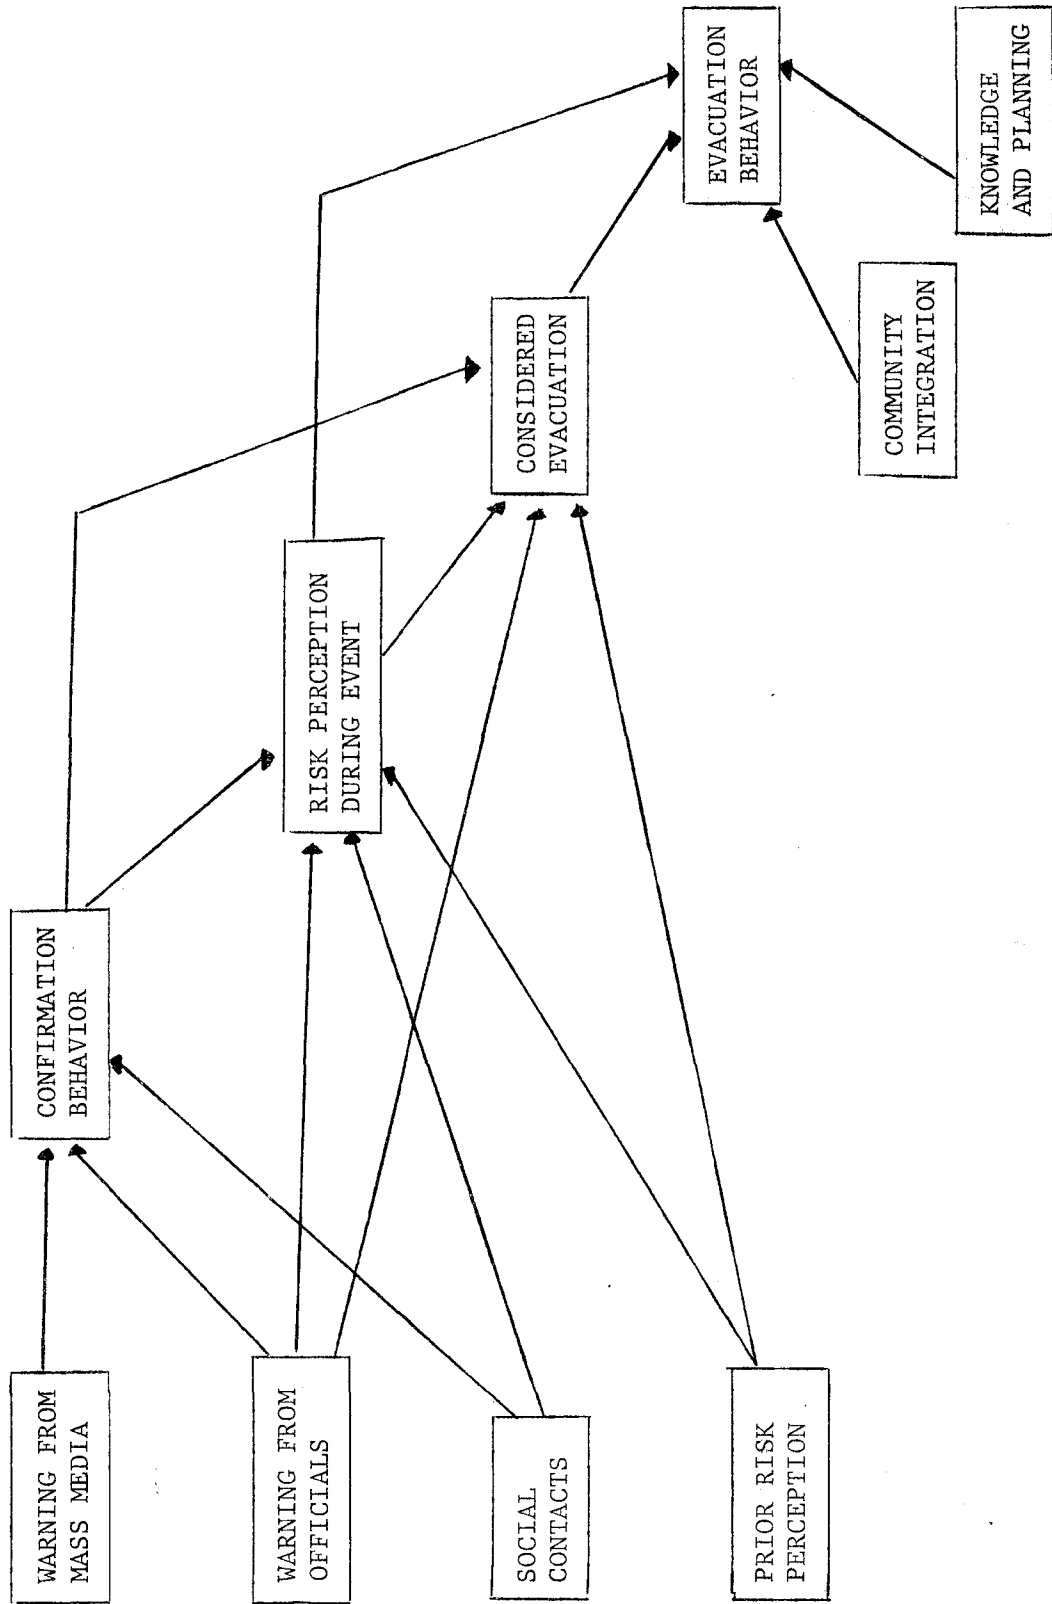 WARNING FROM
MASS MEDIA
WARNING FROM
OFFICIALS
SOCIAL
CONTACTS
PRIOR RISK
PERCEPTION
CONFIRMATION
BEHAVIOR
RISK PERCEPTION
DURING EVENT
CONSIDERED
EVACUATION
COMMUNITY
INTEGRATION
EVACUATION
BEHAVIOR
KNOWLEDGE
AND PLANNING